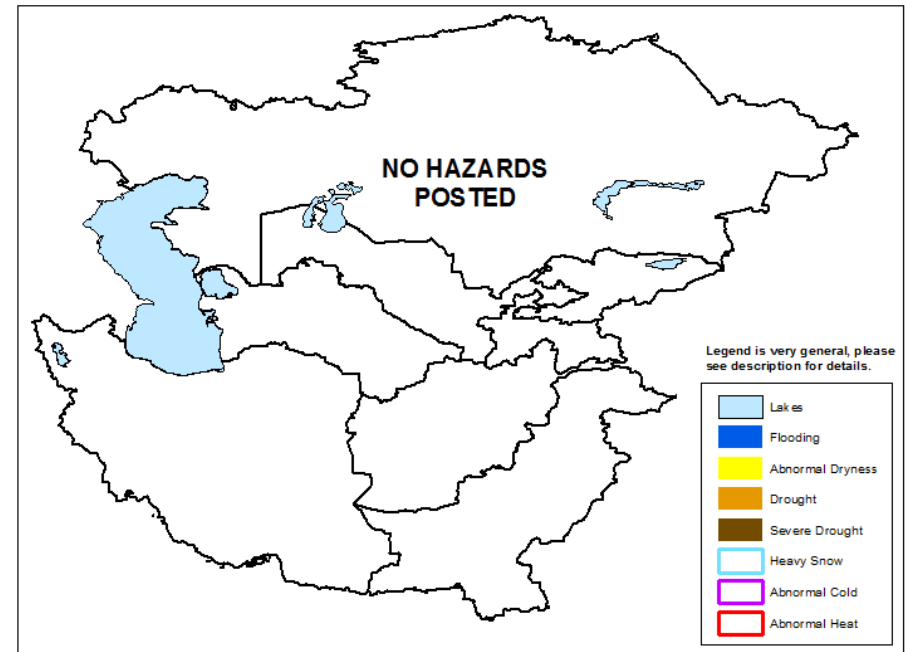 NO HAZARDS
POSTED
Legend is very general, please
see description for details.
Lakes
Flooding
Abnormal Dryness
Drought
Severe Drought
Heavy Snow
Abnormal Cold
Abnormal Heat